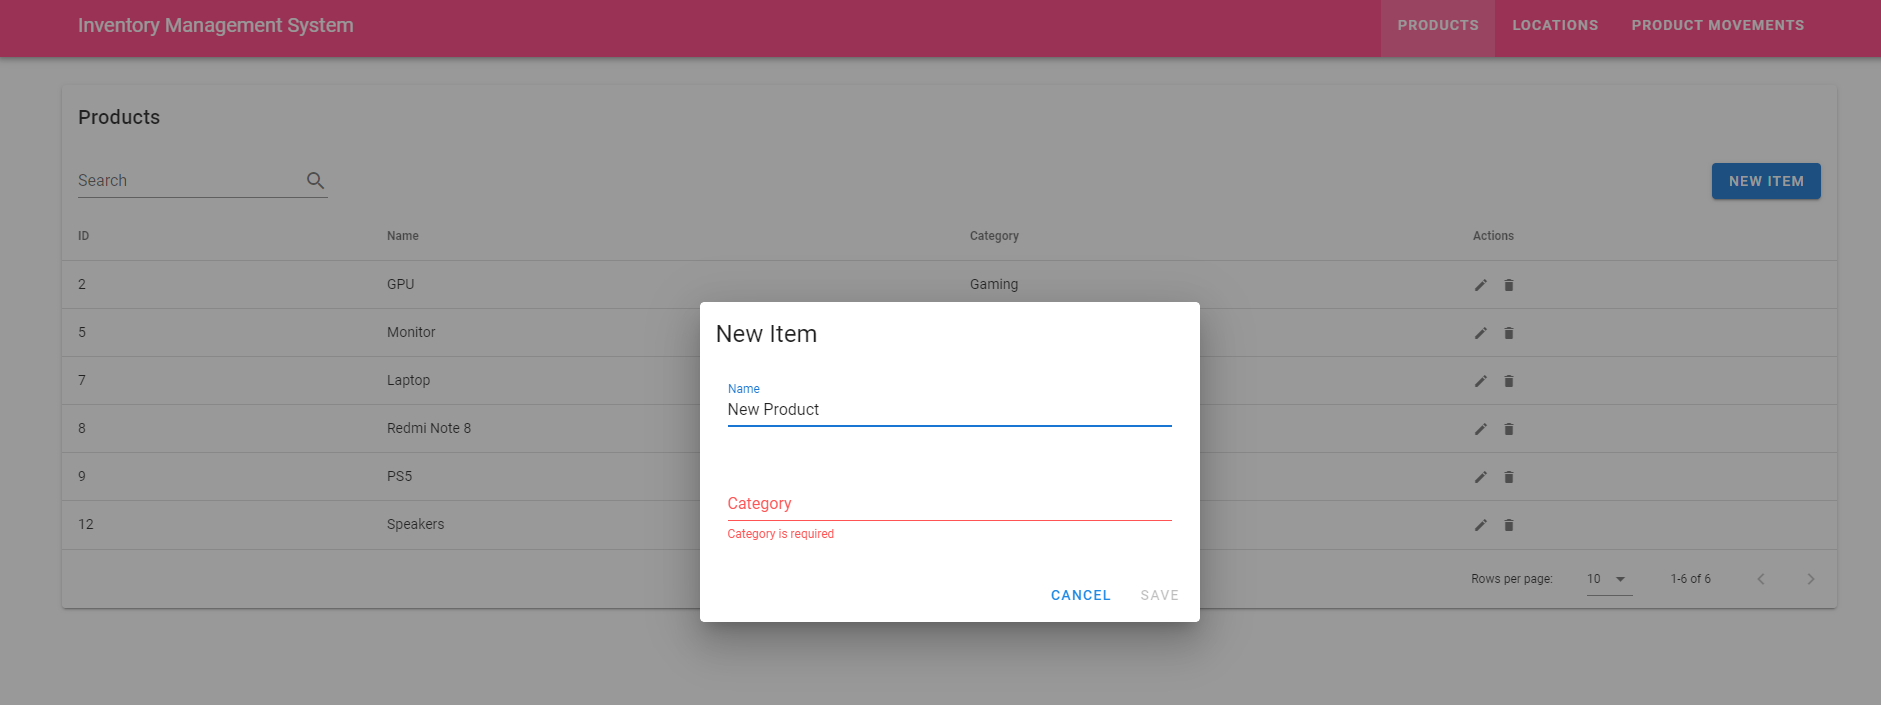 Inventory Management System PRODUCTS LOCATIONS PRODUCT MOVEMENTS
Products
Search NEW ITEM
ID Name Category Actions
2 GPU Gaming
5 Monitor
7 Laptop
8 Redmi Note 8
9 PS5
12 Speakers
Rows per page: 10 1-6 of 6
New Item
Name
New Product
Category
Category is required
CANCEL SAVE